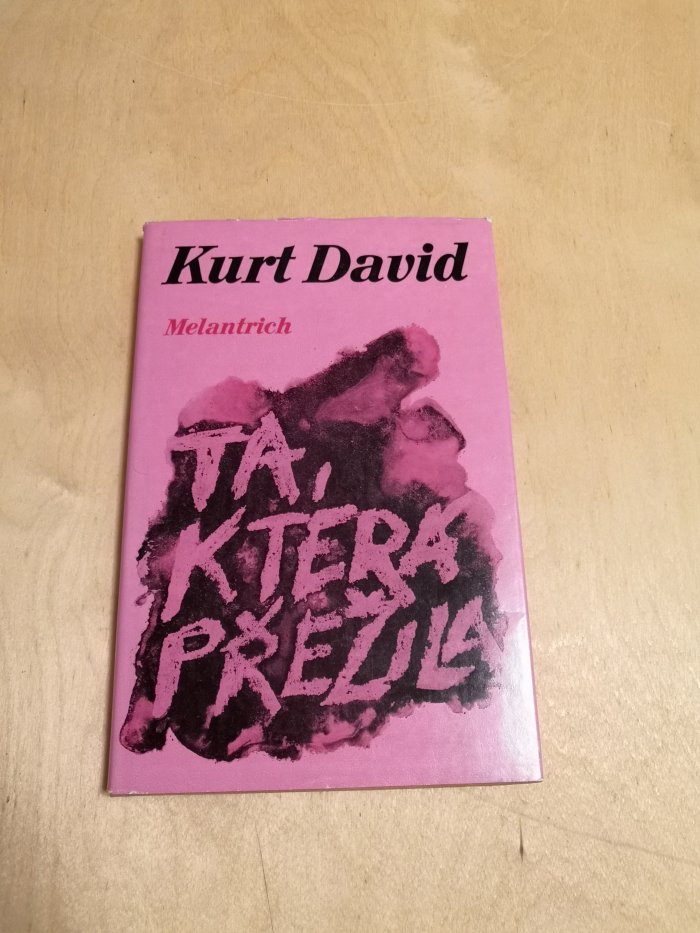 Kurt David
Melantrich
TA,
KTERÁ
PŘEŽILA